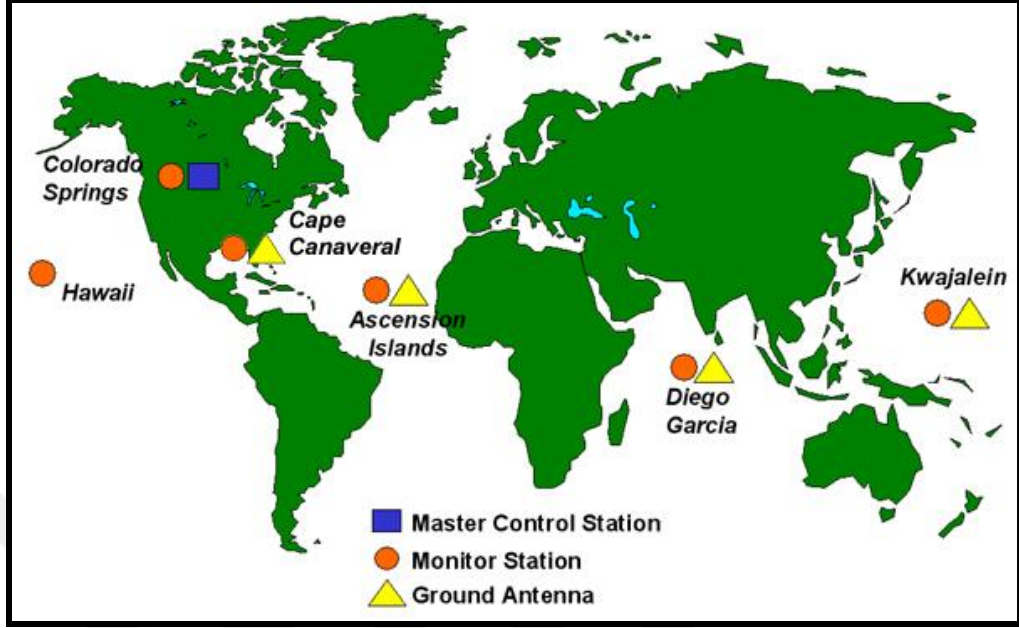 Colorado
Springs
Cape
Canaveral
Hawaii
Ascension
Islands
Kwajalein
Diego
Garcia
Master Control Station
Monitor Station
Ground Antenna